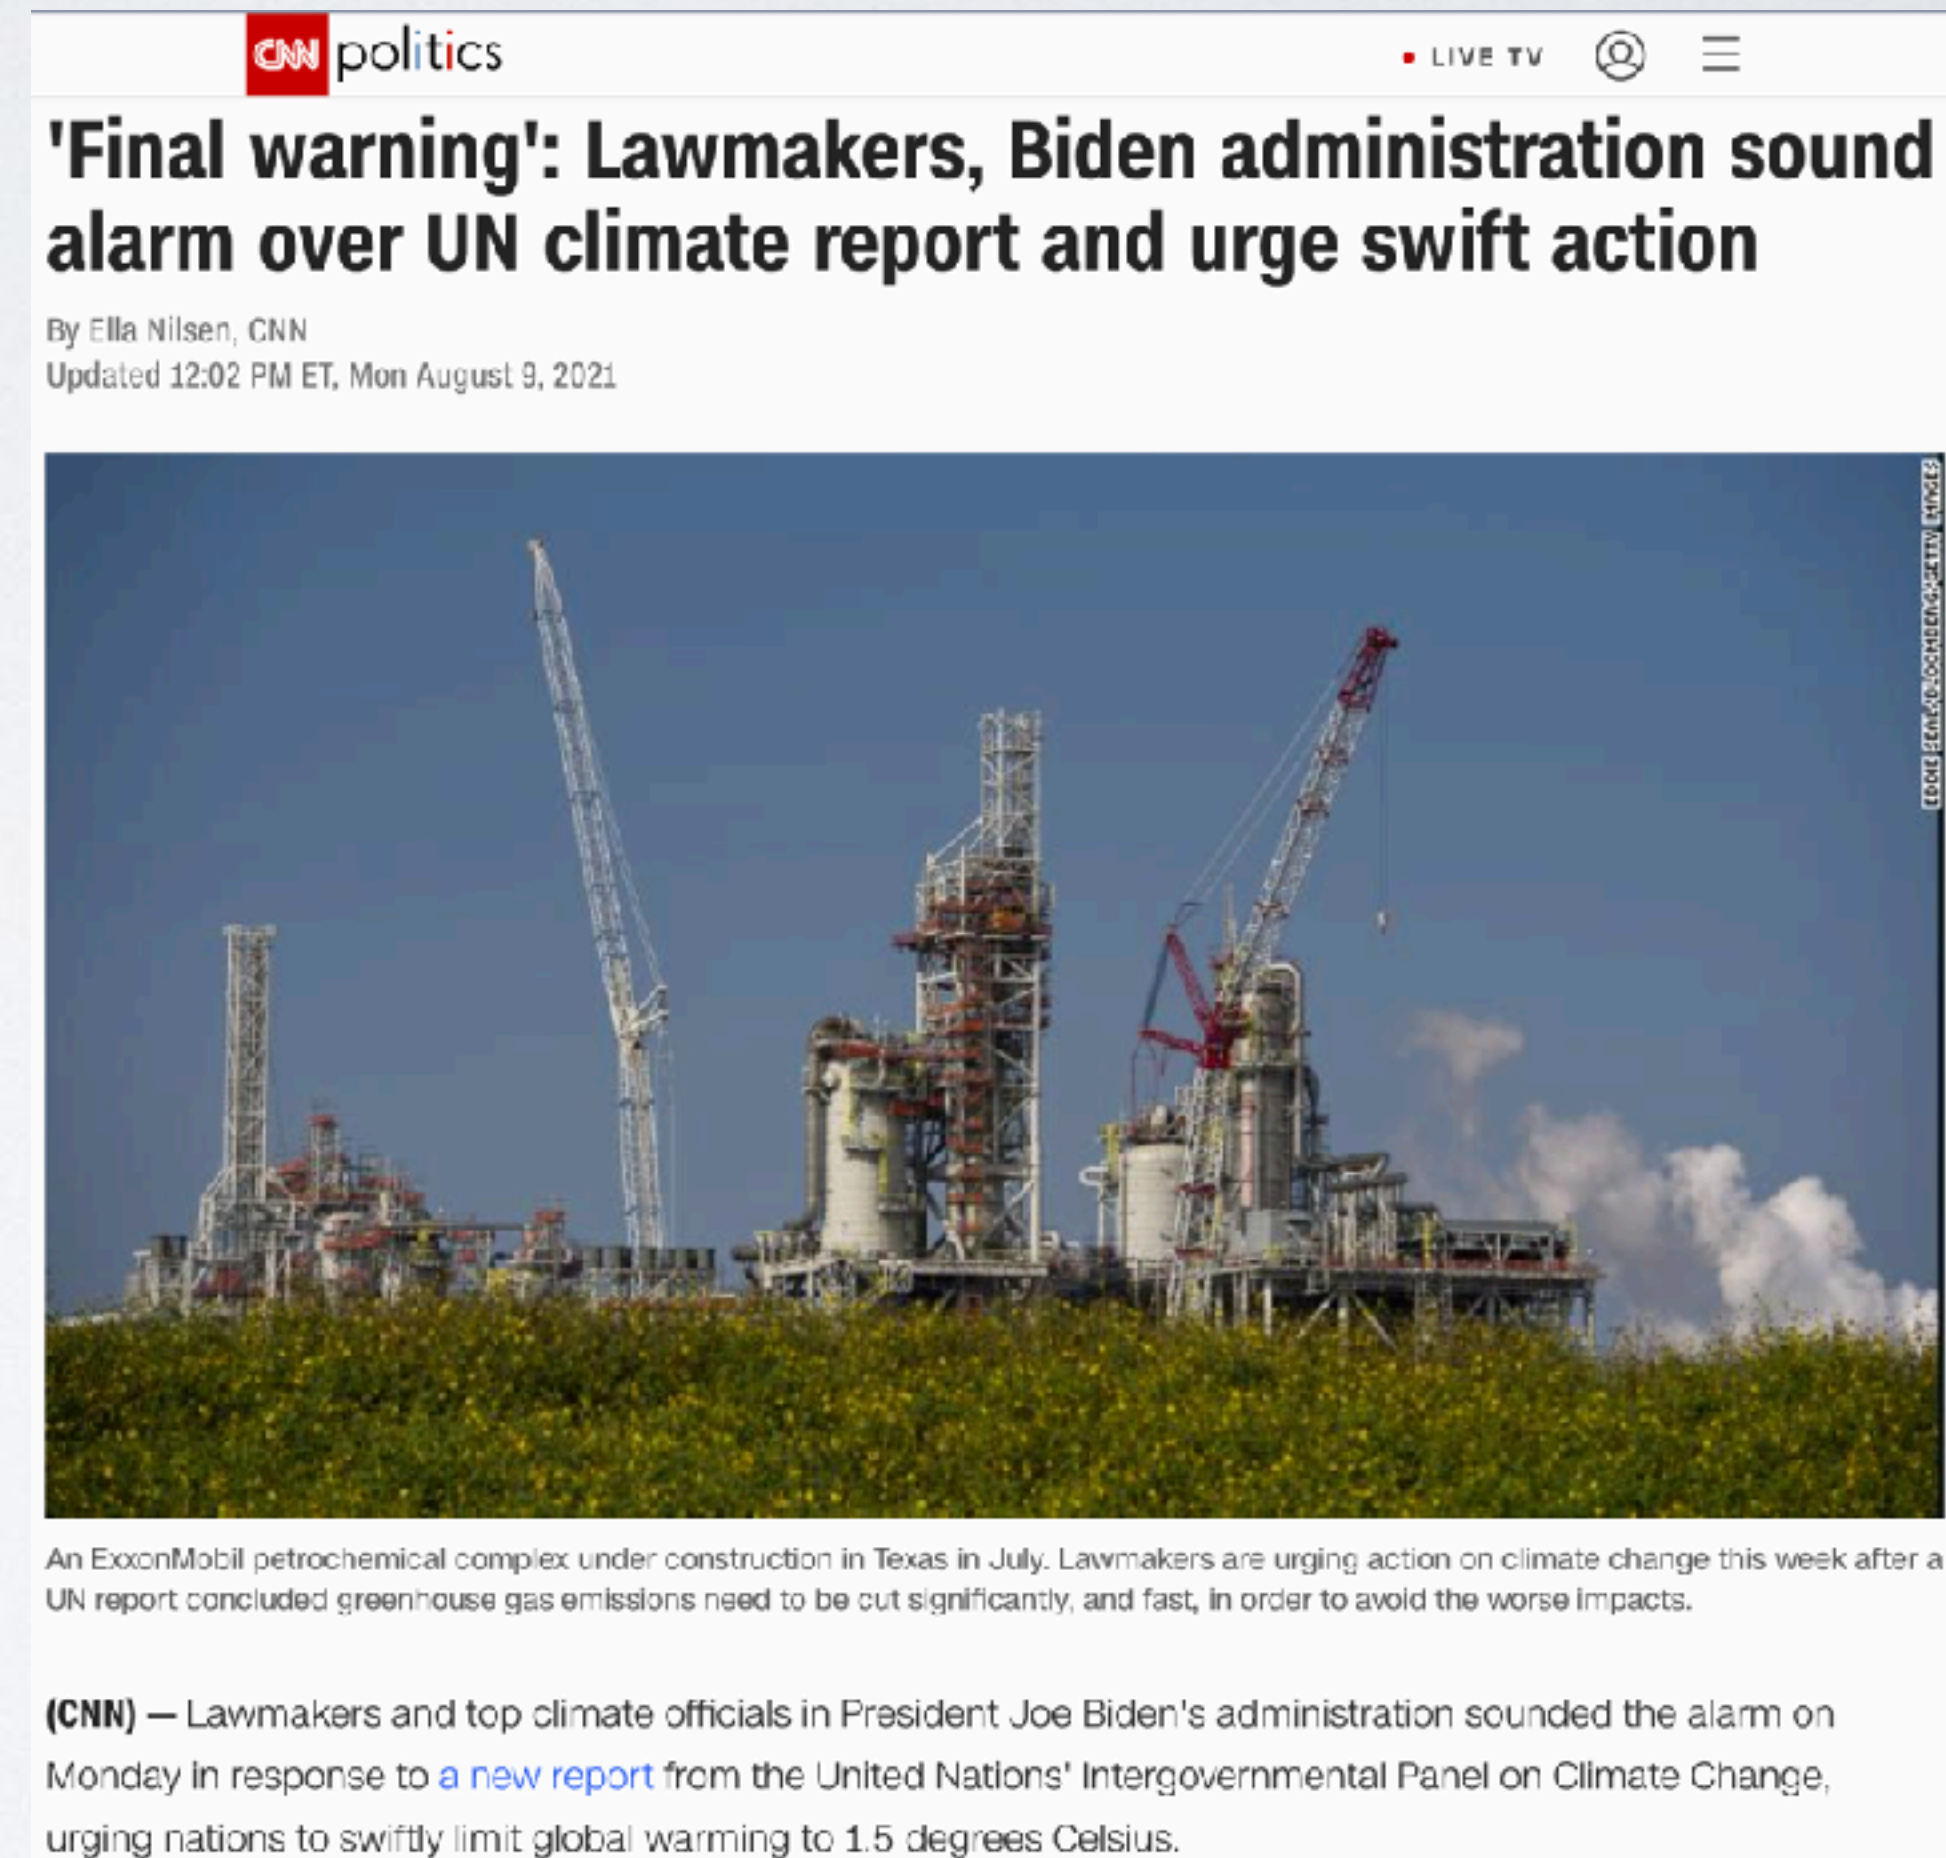 CNN politics
LIVE TV
'Final warning': Lawmakers, Biden administration sound
alarm over UN climate report and urge swift action
By Ella Nilsen, CNN
Updated 12:02 PM ET, Mon August 9, 2021
EDDIE SEAL/BLOOMBERG/GETTY IMAGES
An ExxonMobil petrochemical complex under construction in Texas in July. Lawmakers are urging action on climate change this week after a
UN report concluded greenhouse gas emissions need to be cut significantly, and fast, in order to avoid the worse impacts.
(CNN) — Lawmakers and top climate officials in President Joe Biden's administration sounded the alarm on
Monday in response to a new report from the United Nations' Intergovernmental Panel on Climate Change,
urging nations to swiftly limit global warming to 1.5 degrees Celsius.